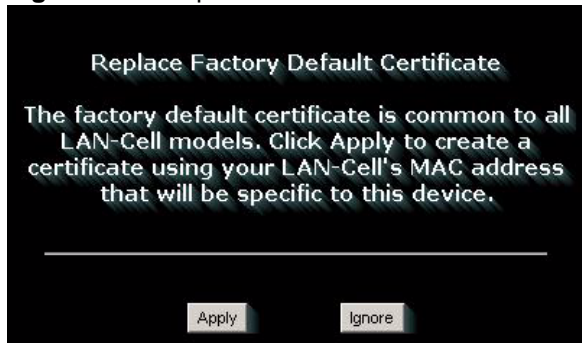 Replace Factory Default Certificate
The factory default certificate is common to all
LAN-Cell models. Click Apply to create a
certificate using your LAN-Cell's MAC address
that will be specific to this device.
Apply
Ignore